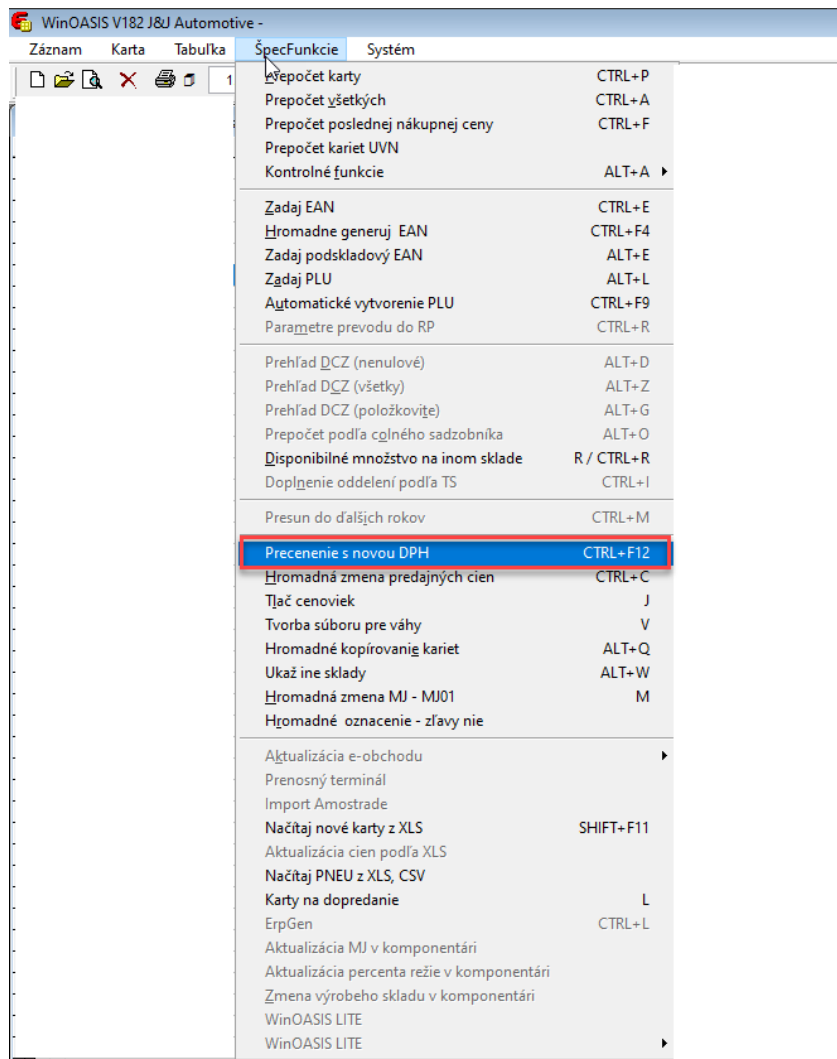 WinOASIS V182 J&J Automotive -
Záznam Karta Tabuľka ŠpecFunkcie Systém
1
Prepočet karty CTRL+P
Prepočet všetkých CTRL+A
Prepočet poslednej nákupnej ceny CTRL+F
Prepočet kariet UVN
Kontrolné funkcie ALT+A
Zadaj EAN CTRL+E
Hromadne generuj EAN CTRL+F4
Zadaj podskladový EAN ALT+E
Zadaj PLU ALT+L
Automatické vytvorenie PLU CTRL+F9
Parametre prevodu do RP CTRL+R
Prehľad DCZ (nenulové) ALT+D
Prehľad DCZ (všetky) ALT+Z
Prehľad DCZ (položkovite) ALT+G
Prepočet podľa colného sadzobníka ALT+O
Disponibilné množstvo na inom sklade R / CTRL+R
Doplnenie oddelení podľa TS CTRL+I
Presun do ďalších rokov CTRL+M
Precenenie s novou DPH CTRL+F12
Hromadná zmena predajných cien CTRL+C
Tlač cenoviek J
Tvorba súboru pre váhy V
Hromadné kopírovanie kariet ALT+Q
Ukaž ine sklady ALT+W
Hromadná zmena MJ - MJ01 M
Hromadné oznacenie - zľavy nie
Aktualizácia e-obchodu
Prenosný terminál
Import Amostrade
Načítaj nové karty z XLS SHIFT+F11
Aktualizácia cien podľa XLS
Načítaj PNEU z XLS, CSV
Karty na dopredanie L
ErpGen CTRL+L
Aktualizácia MJ v komponentári
Aktualizácia percenta režie v komponentári
Zmena výrobeho skladu v komponentári
WinOASIS LITE
WinOASIS LITE